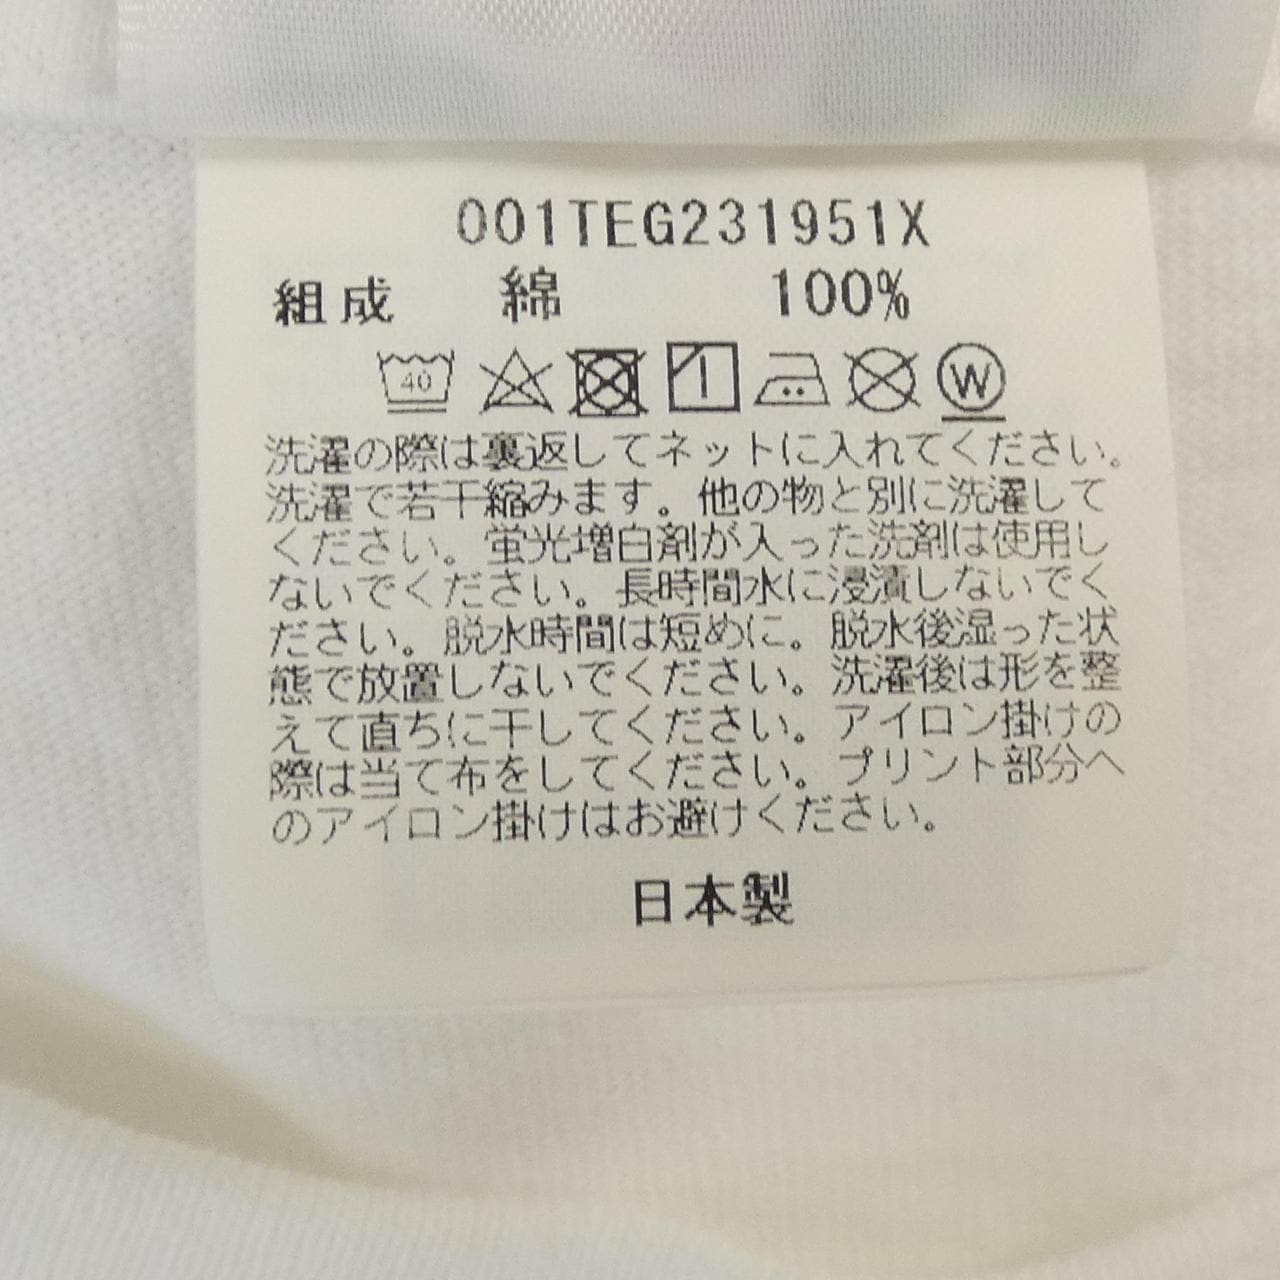 001TEG231951X
組成 綿 100%
40 W
洗濯の際は裏返してネットに入れてください。
洗濯で若干縮みます。他の物と別に洗濯して
ください。蛍光増白剤が入った洗剤は使用し
ないでください。長時間水に浸漬しないでく
ださい。脱水時間は短めに。脱水後湿った状
態で放置しないでください。洗濯後は形を整
えて直ちに干してください。アイロン掛けの
際は当て布をしてください。プリント部分へ
のアイロン掛けはお避けください。
日本製